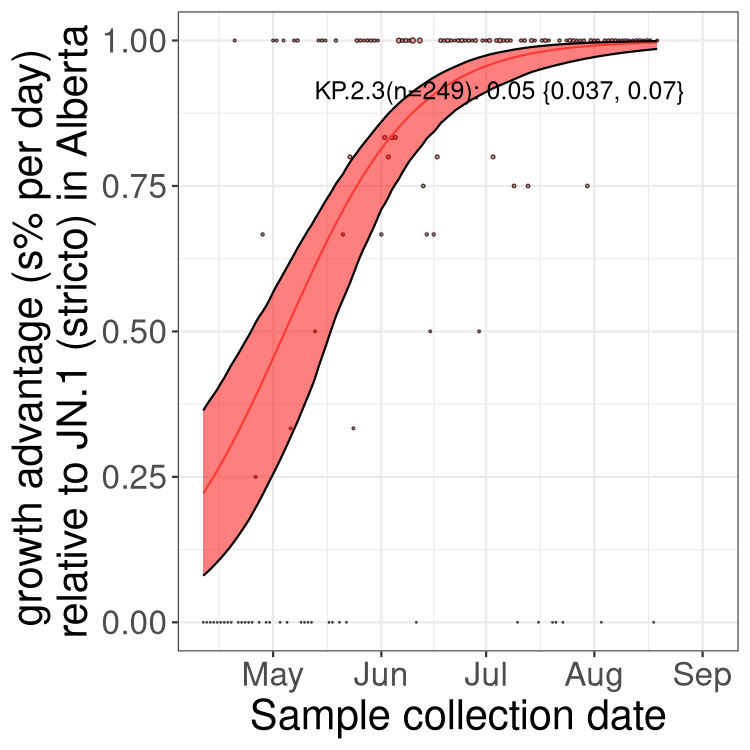 growth advantage (s% per day)
relative to JN.1 (stricto) in Alberta
1.00
0.75
0.50
0.25
0.00
KP.2.3(n=249): 0.05 {0.037, 0.07}
May Jun Jul Aug Sep
Sample collection date